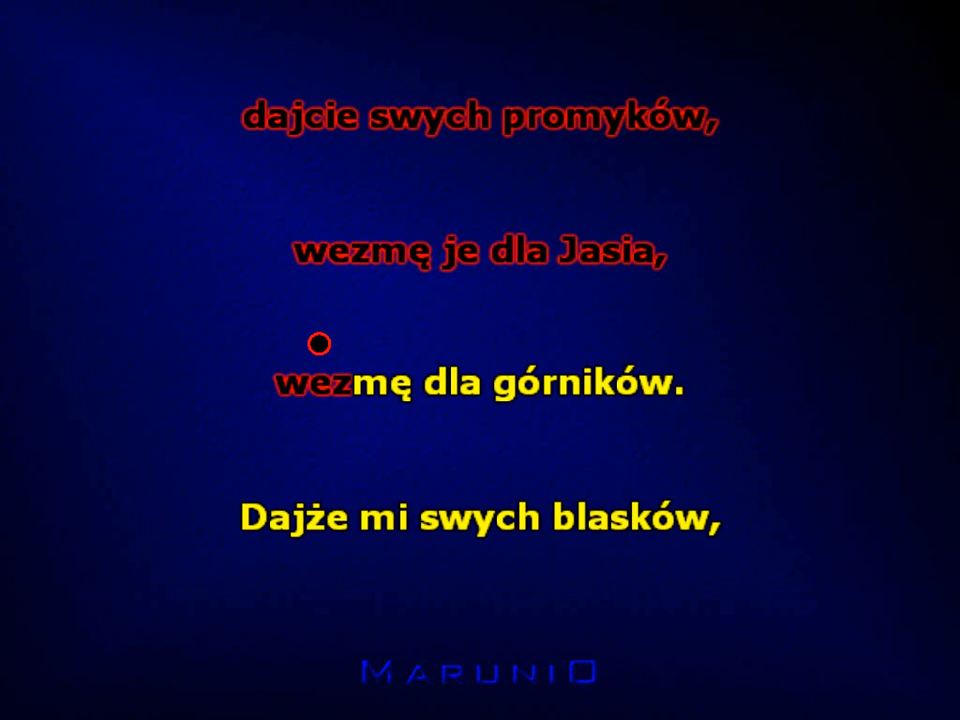 dajcie swych promyków,
wezmę je dla Jasia,
wezmę dla górników.
Dajże mi swych blasków,
MARUNIO